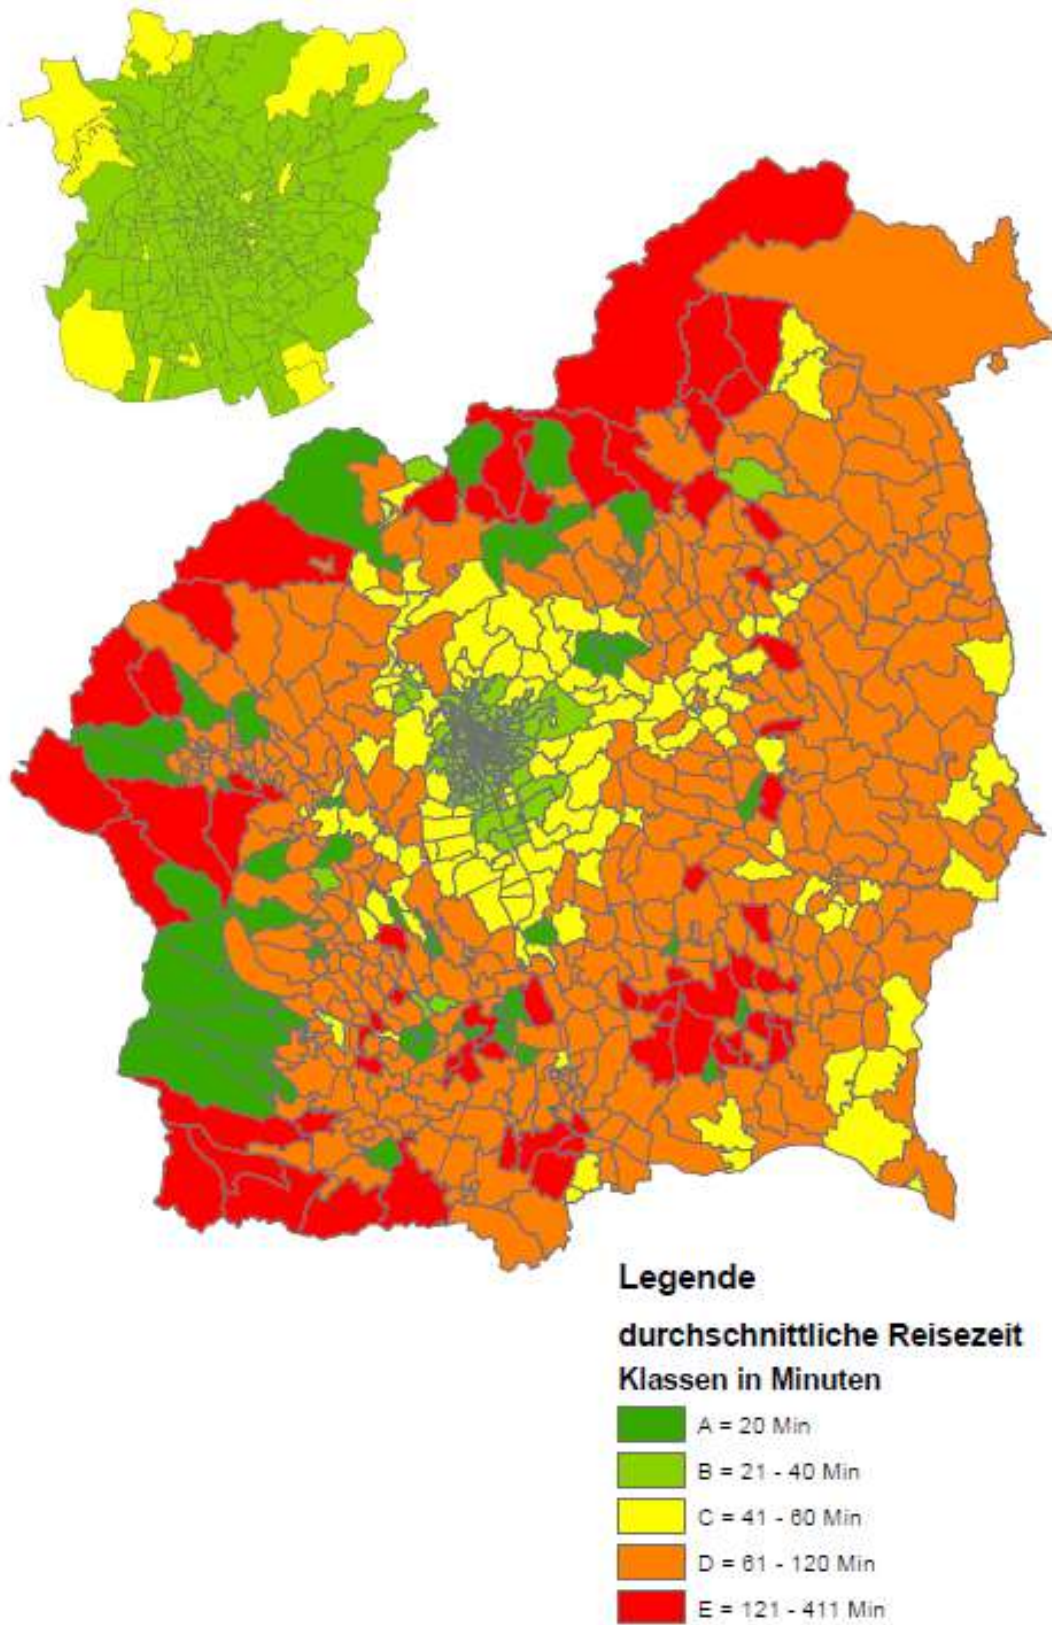 Legende
durchschnittliche Reisezeit
Klassen in Minuten
A = 20 Min
B = 21 - 40 Min
C = 41 - 60 Min
D = 61 - 120 Min
E = 121 - 411 Min